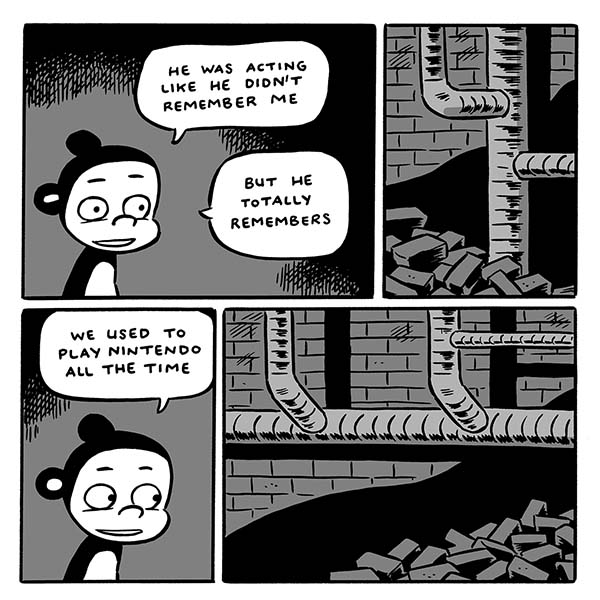 HE WAS ACTING
LIKE HE DIDN'T
REMEMBER ME
BUT HE
TOTALLY
REMEMBERS
WE USED TO
PLAY NINTENDO
ALL THE TIME